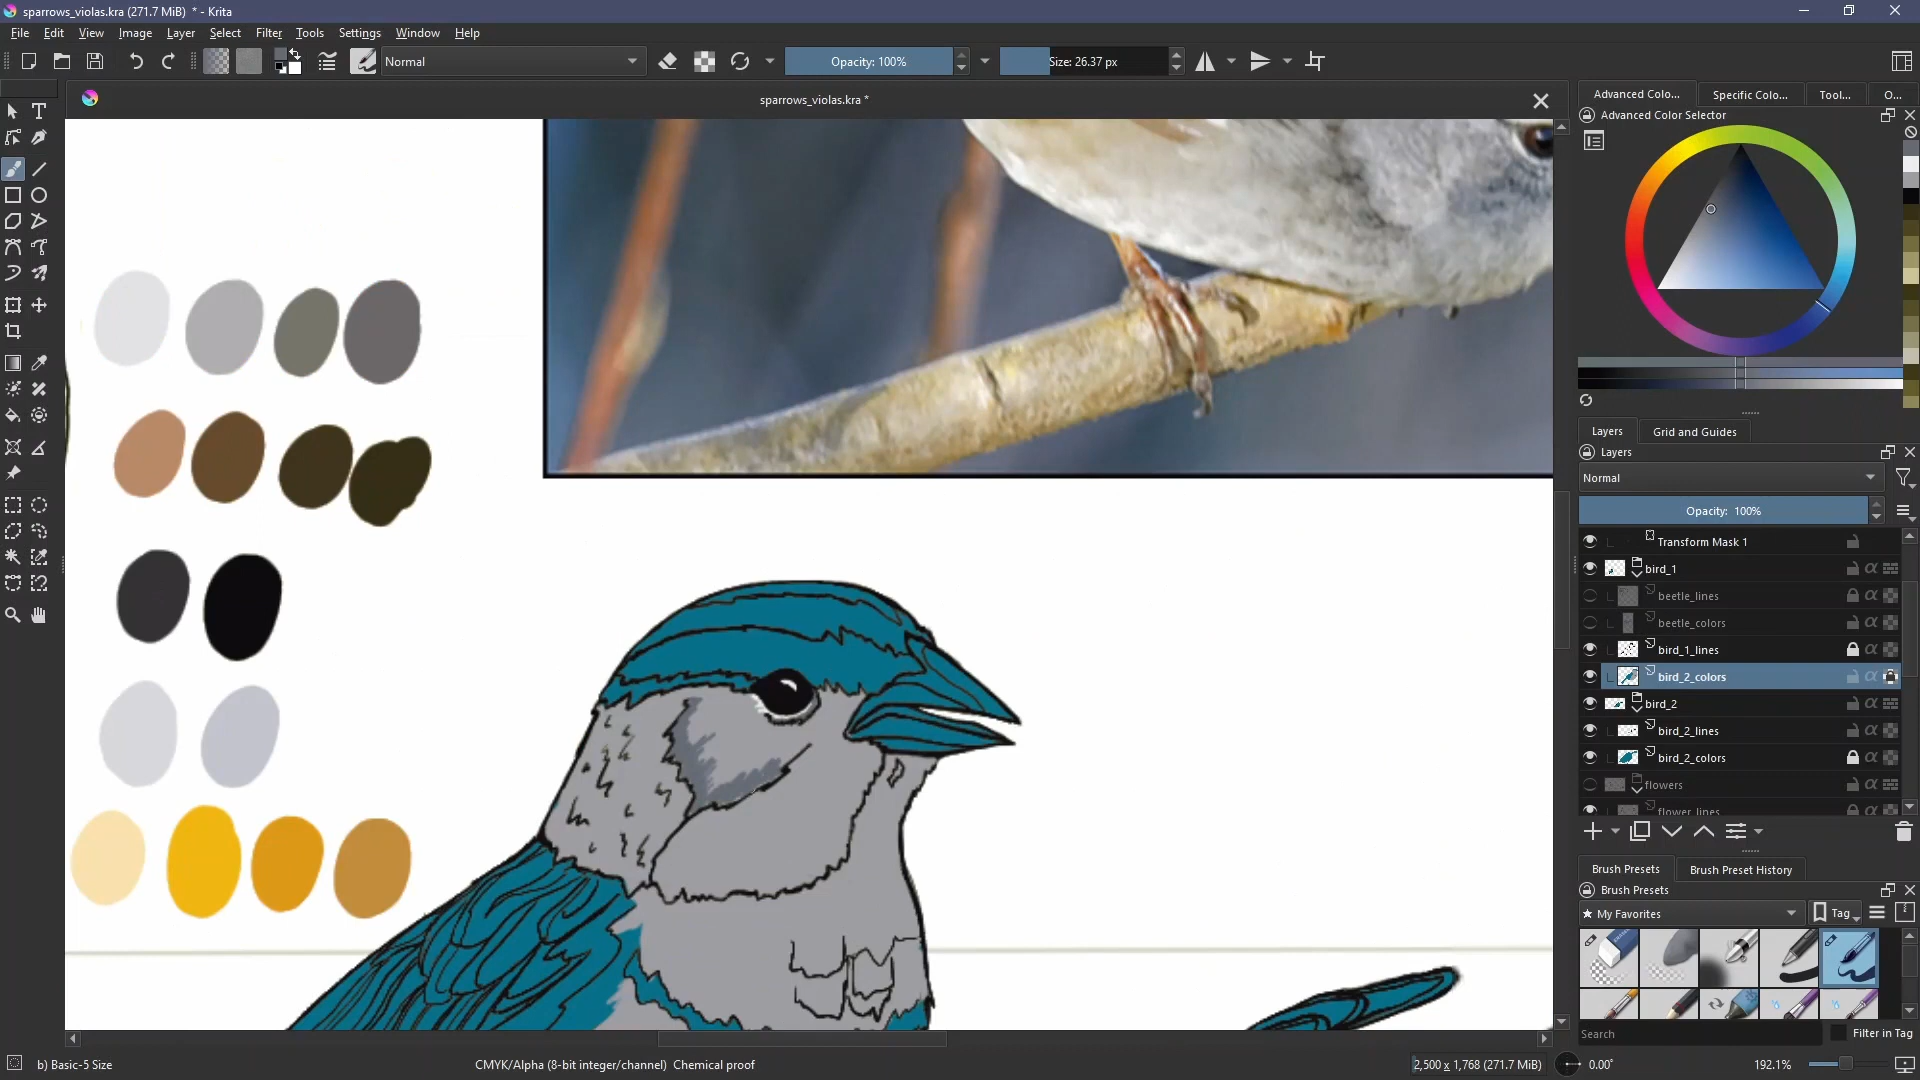 sparrows_violas.kra (271.7 MiB) * - Krita
File Edit View Image Layer Select Filter Tools Settings Window Help
Normal
Opacity: 100%
Size: 26.37 px
sparrows_violas.kra *
Advanced Colo... Specific Colo... Tool... O...
Advanced Color Selector
Layers Grid and Guides
Layers
Normal
Opacity: 100%
Transform Mask 1
bird_1
beetle_lines
beetle_colors
bird_1_lines
bird_2_colors
bird_2
bird_2_lines
bird_2_colors
flowers
flower_lines
Brush Presets Brush Preset History
Brush Presets
★ My Favorites
Tag
Search
Filter in Tag
b) Basic-5 Size
CMYK/Alpha (8-bit integer/channel) Chemical proof
2,500 x 1,768 (271.7 MiB)
0.00°
192.1%